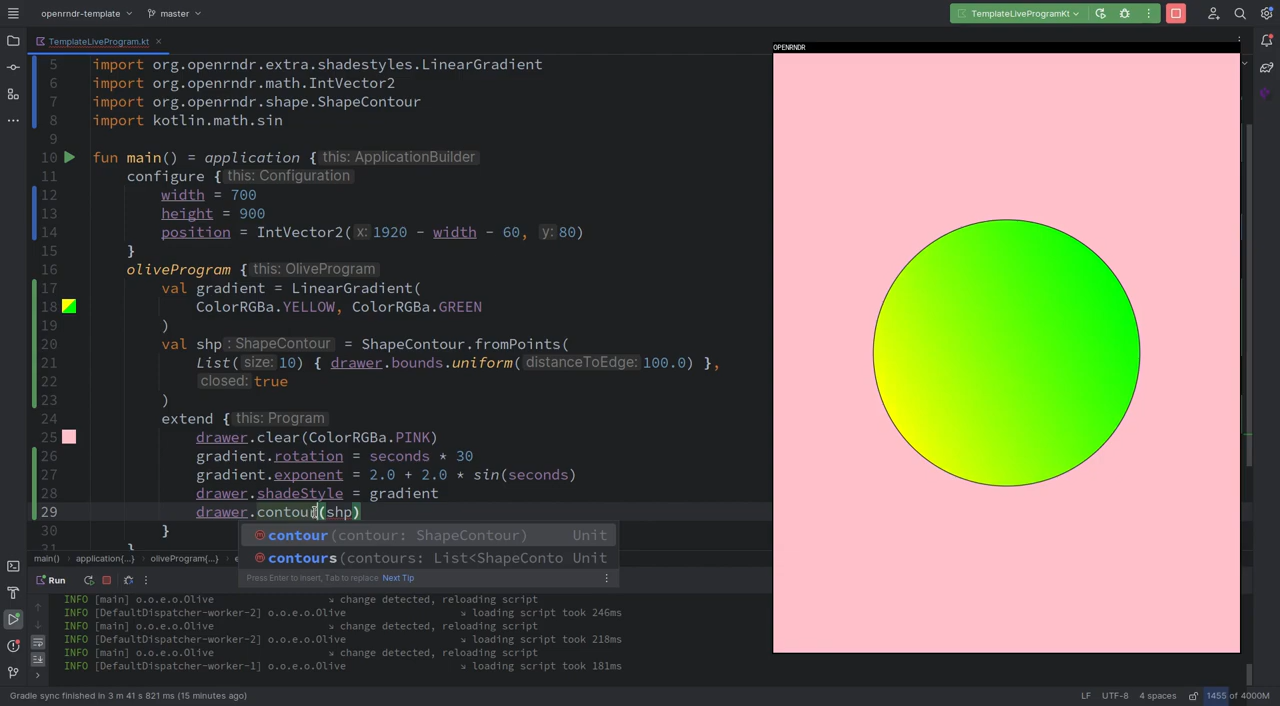 openrndr-template master TemplateLiveProgramKt
TemplateLiveProgram.kt
OPENRNDR
5 import org.openrndr.extra.shadestyles.LinearGradient
6 import org.openrndr.math.IntVector2
7 import org.openrndr.shape.ShapeContour
8 import kotlin.math.sin
9
10 fun main() = application { this: ApplicationBuilder
11 configure { this: Configuration
12 width = 700
13 height = 900
14 position = IntVector2( x: 1920 - width - 60, y: 80)
15 }
16 oliveProgram { this: OliveProgram
17 val gradient = LinearGradient(
18 ColorRGBa.YELLOW, ColorRGBa.GREEN
19 )
20 val shp : ShapeContour = ShapeContour.fromPoints(
21 List( size: 10) { drawer.bounds.uniform( distanceToEdge: 100.0) },
22 closed: true
23 )
24 extend { this: Program
25 drawer.clear(ColorRGBa.PINK)
26 gradient.rotation = seconds * 30
27 gradient.exponent = 2.0 + 2.0 * sin(seconds)
28 drawer.shadeStyle = gradient
29 drawer.contour(shp)
30 }
contour(contour: ShapeContour) Unit
contours(contours: List<ShapeConto Unit
Press Enter to insert, Tab to replace Next Tip
main() application{...} oliveProgram{...}
Run
INFO [main] o.o.e.o.Olive ↘ change detected, reloading script
INFO [DefaultDispatcher-worker-2] o.o.e.o.Olive ↘ loading script took 246ms
INFO [main] o.o.e.o.Olive ↘ change detected, reloading script
INFO [DefaultDispatcher-worker-2] o.o.e.o.Olive ↘ loading script took 218ms
INFO [main] o.o.e.o.Olive ↘ change detected, reloading script
INFO [DefaultDispatcher-worker-1] o.o.e.o.Olive ↘ loading script took 181ms
Gradle sync finished in 3 m 41 s 821 ms (15 minutes ago) LF UTF-8 4 spaces 1455 of 4000M